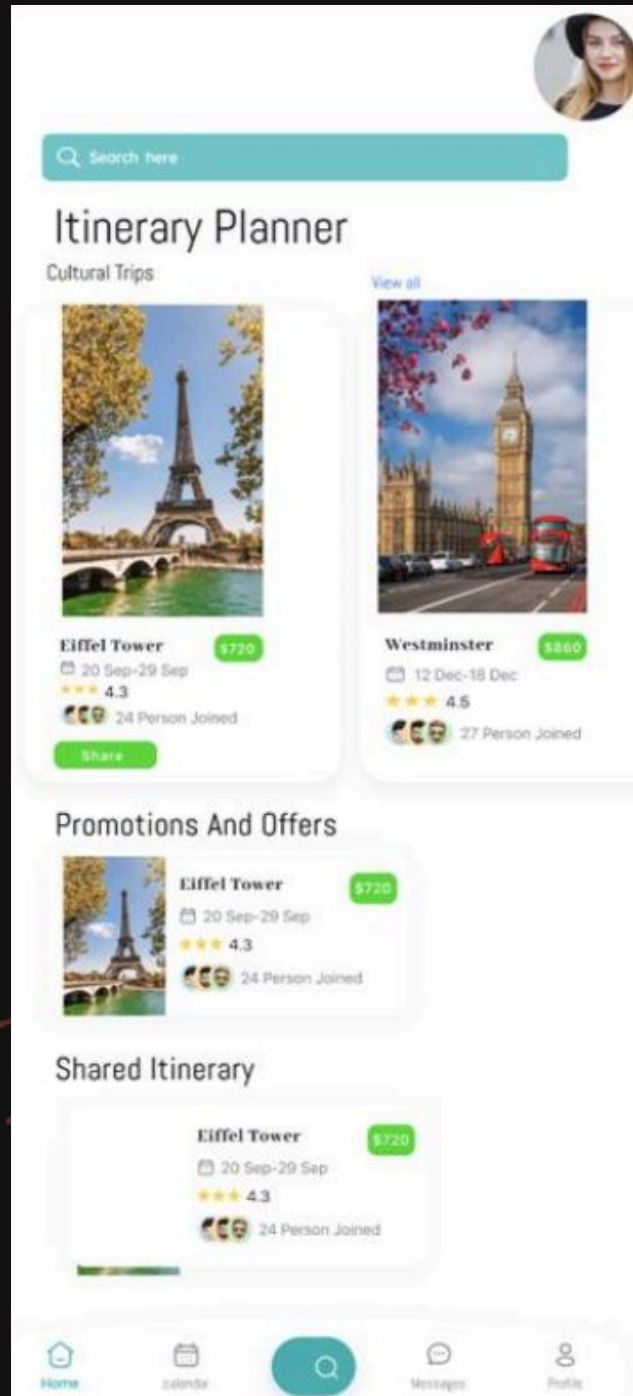 Search here
Itinerary Planner
Cultural Trips
View all
Eiffel Tower
$720
20 Sep-29 Sep
4.3
24 Person Joined
Share
Westminster
$860
12 Dec-18 Dec
4.5
27 Person Joined
Promotions And Offers
Eiffel Tower
$720
20 Sep-29 Sep
4.3
24 Person Joined
Shared Itinerary
Eiffel Tower
$720
20 Sep-29 Sep
4.3
24 Person Joined
Home
calendar
Messages
Profile